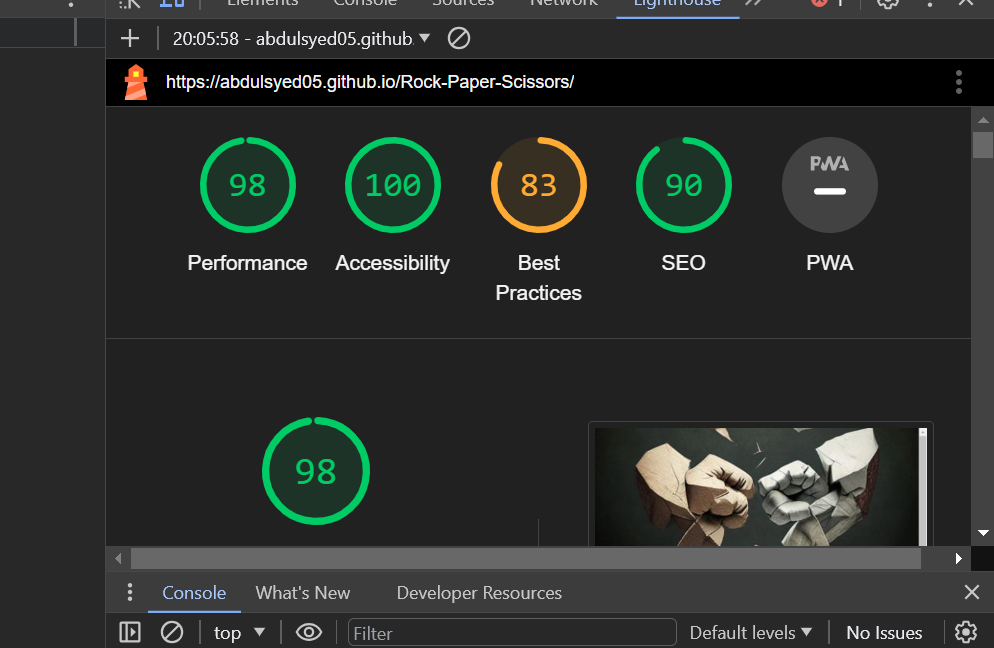 Elements Console Sources Network Lighthouse 1
20:05:58 - abdulsyed05.github.
https://abdulsyed05.github.io/Rock-Paper-Scissors/
98 100 83 90 PWA
Performance Accessibility Best Practices SEO PWA
98
Console What's New Developer Resources
top Filter Default levels No Issues